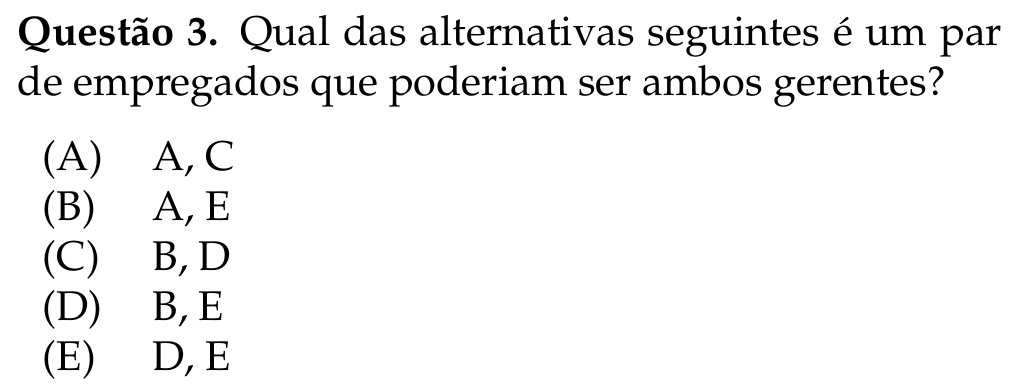 Questão 3. Qual das alternativas seguintes é um par
de empregados que poderiam ser ambos gerentes?
(A) A, C
(B) A, E
(C) B, D
(D) B, E
(E) D, E